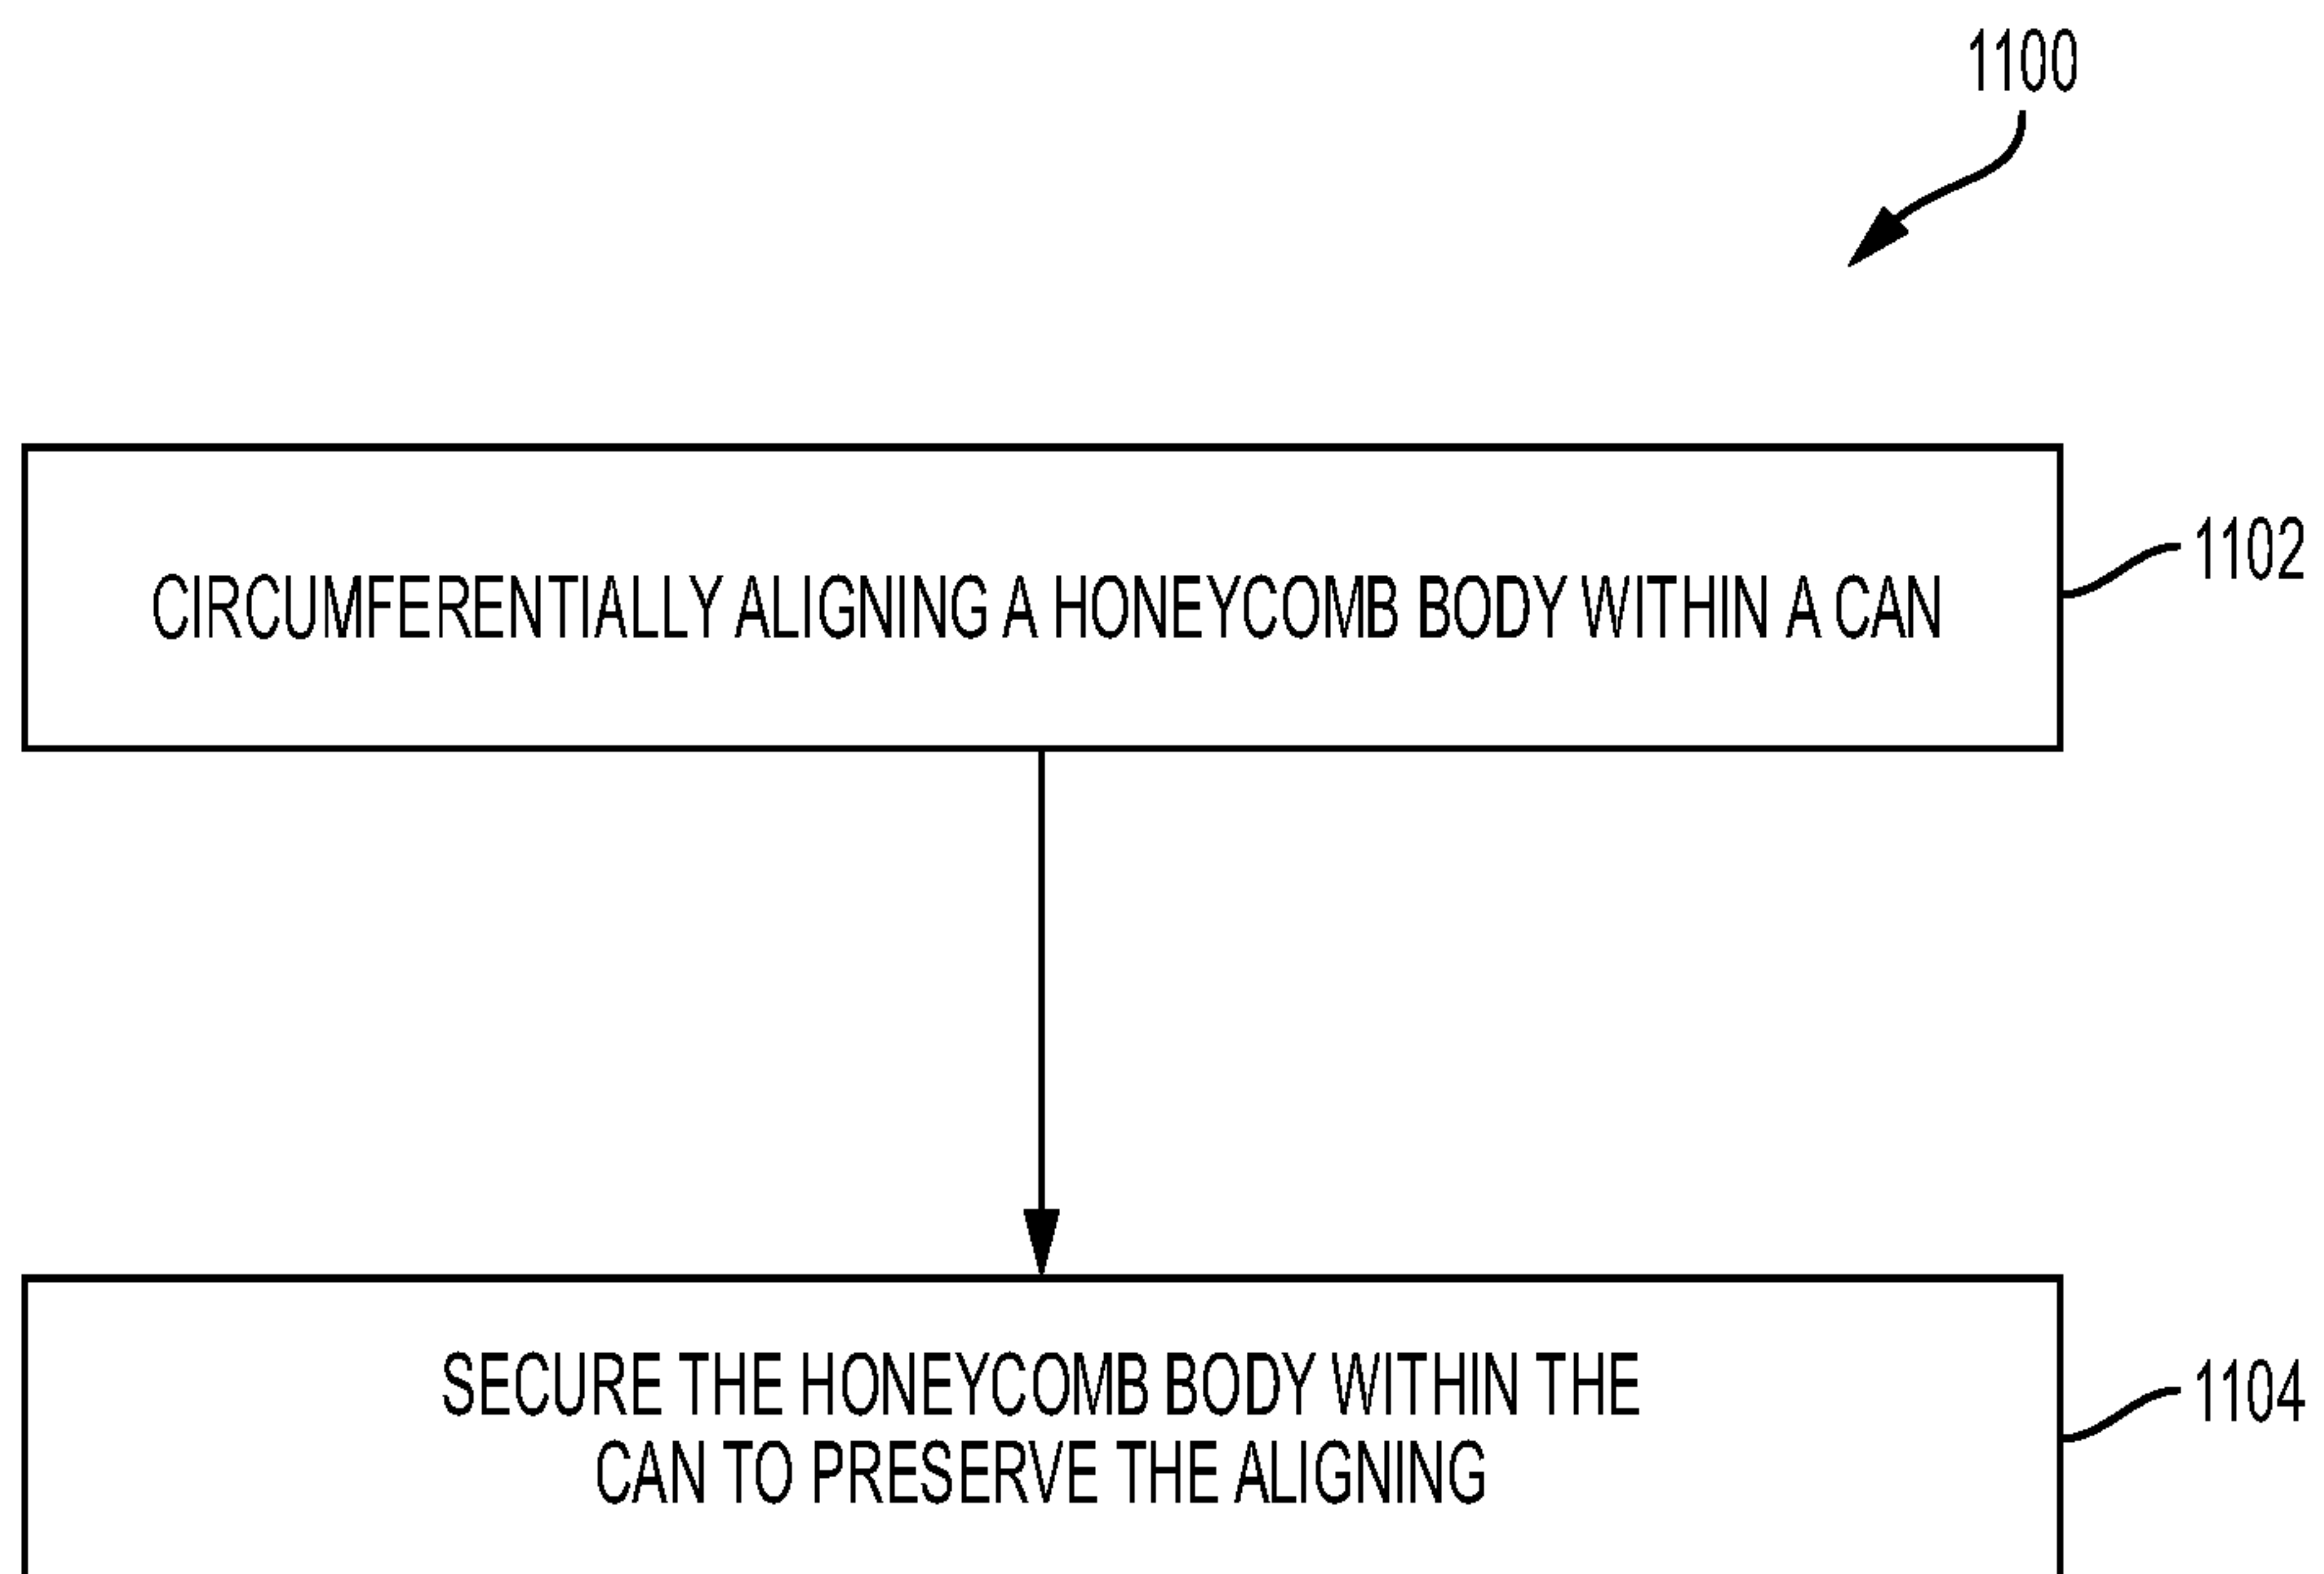 1100
CIRCUMFERENTIALLY ALIGNING A HONEYCOMB BODY WITHIN A CAN
1102
SECURE THE HONEYCOMB BODY WITHIN THE
CAN TO PRESERVE THE ALIGNING
1104